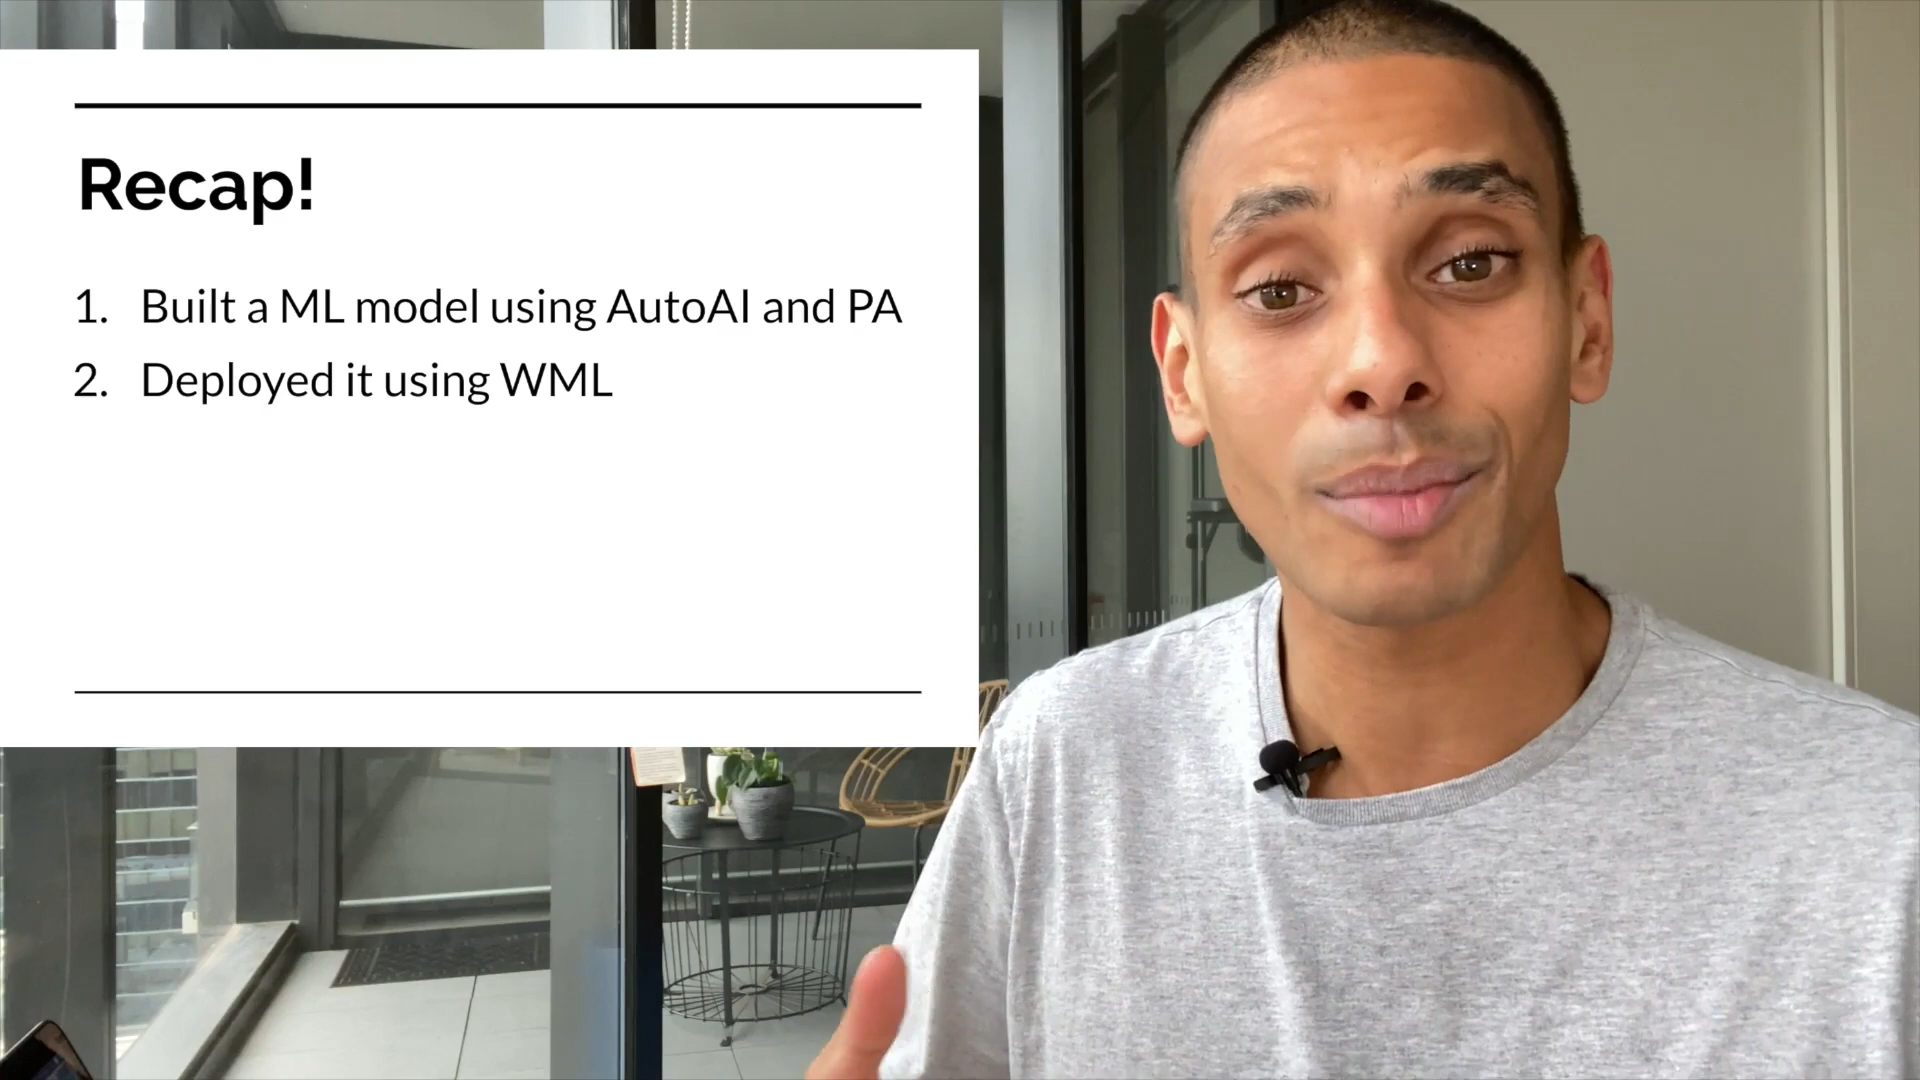 Recap!
1. Built a ML model using AutoAI and PA
2. Deployed it using WML